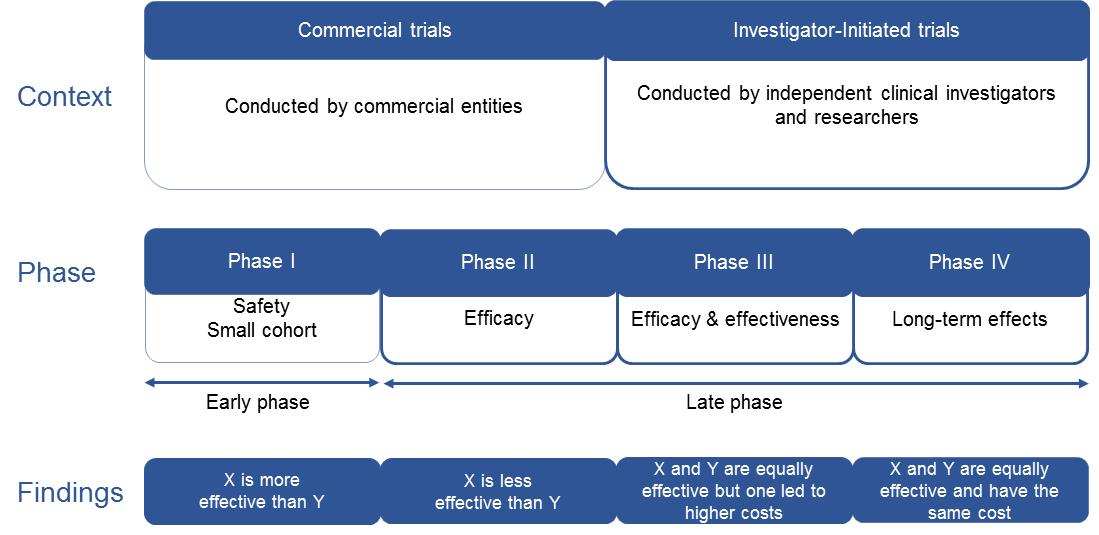 Commercial trials
Investigator-Initiated trials
Context
Conducted by commercial entities
Conducted by independent clinical investigators
and researchers
Phase
Phase I
Phase II
Phase III
Phase IV
Safety
Small cohort
Efficacy
Efficacy & effectiveness
Long-term effects
Early phase
Late phase
Findings
X is more
effective than Y
X is less
effective than Y
X and Y are equally
effective but one led to
higher costs
X and Y are equally
effective and have the
same cost